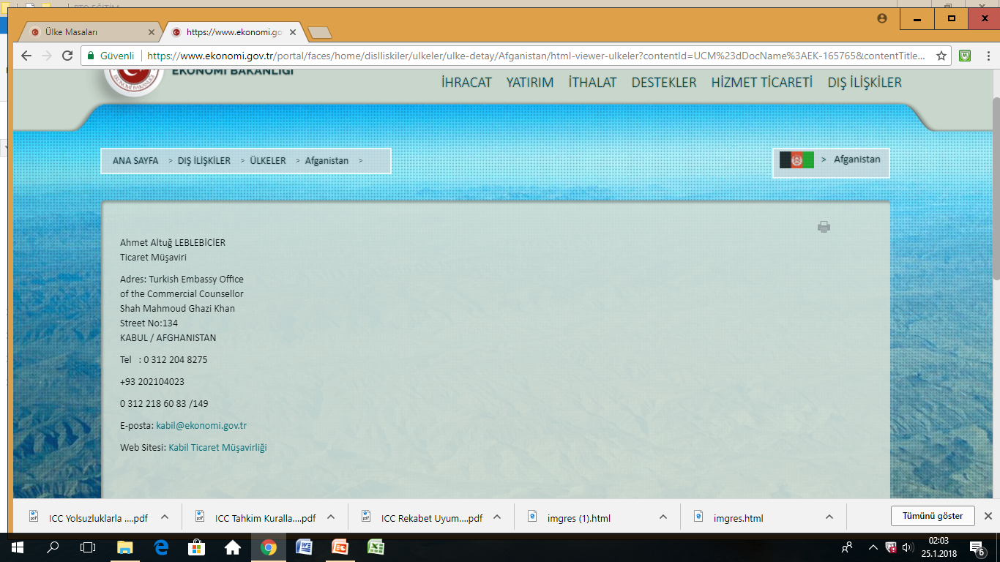 PTS EĞİTİM
Ülke Masaları
https://www.ekonomi.go
Güvenli
https://www.ekonomi.gov.tr/portal/faces/home/disIliskiler/ulkeler/ulke-detay/Afganistan/html-viewer-ulkeler?contentId=UCM%23dDocName%3AEK-165765&contentTitle...
EKONOMİ BAKANLIĞI
İHRACAT YATIRIM İTHALAT DESTEKLER HİZMET TİCARETİ DIŞ İLİŞKİLER
ANA SAYFA > DIŞ İLİŞKİLER > ÜLKELER > Afganistan >
> Afganistan
Ahmet Altuğ LEBLEBİCİER
Ticaret Müşaviri
Adres: Turkish Embassy Office
of the Commercial Counsellor
Shah Mahmoud Ghazi Khan
Street No:134
KABUL / AFGHANISTAN
Tel : 0 312 204 8275
+93 202104023
0 312 218 60 83 /149
E-posta: kabil@ekonomi.gov.tr
Web Sitesi: Kabil Ticaret Müşavirliği
ICC Yolsuzluklarla ....pdf
ICC Tahkim Kuralla....pdf
ICC Rekabet Uyum....pdf
imgres (1).html
imgres.html
Tümünü göster
02:03
25.1.2018
6